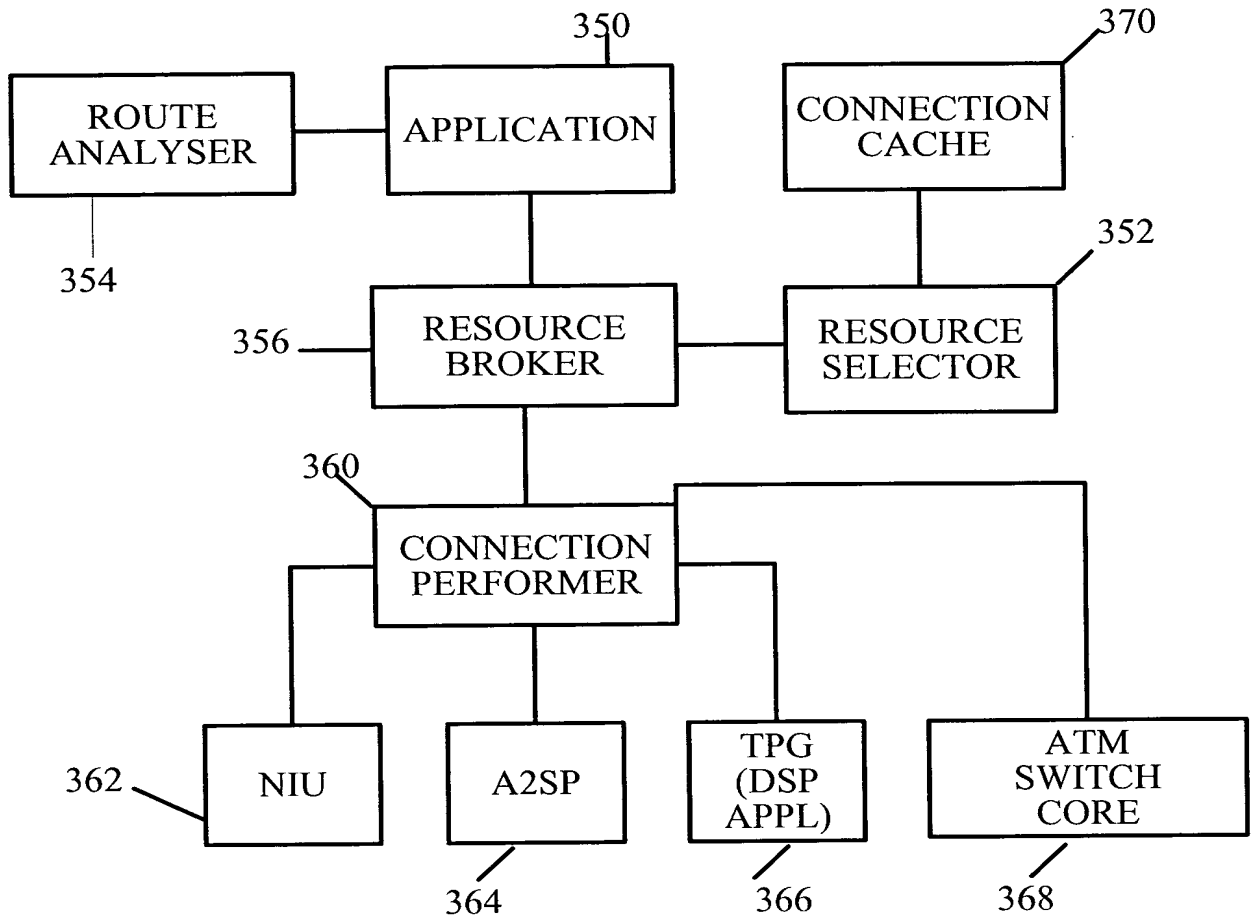 350
370
ROUTE
ANALYSER
APPLICATION
CONNECTION
CACHE
354
352
356
RESOURCE
BROKER
RESOURCE
SELECTOR
360
CONNECTION
PERFORMER
362
NIU
A2SP
TPG
(DSP
APPL)
ATM
SWITCH
CORE
364
366
368